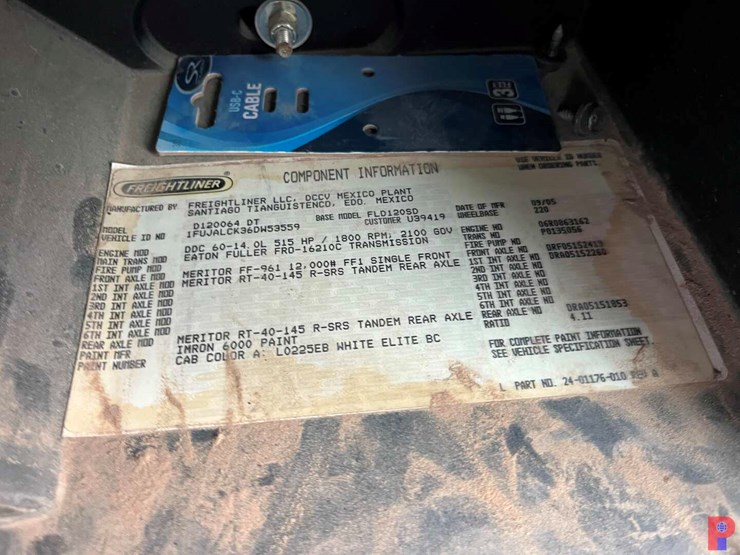 USB-C
CABLE
FREIGHTLINER
COMPONENT INFORMATION
USE VEHICLE ID NUMBER
WHEN ORDERING PARTS.
MANUFACTURED BY FREIGHTLINER LLC, DCCV MEXICO PLANT
SANTIAGO TIANGUISTENCO, EDO. MEXICO
MODEL D120064 DT BASE MODEL FLD120SD DATE OF MFR 09/05
VEHICLE ID NO 1FUJALCK36DW53559 CUSTOMER U39419 WHEELBASE 220
ENGINE MOD DDC 60-14.0L 515 HP / 1800 RPM; 2100 GOV ENGINE NO 06R0863162
MAIN TRANS MOD EATON FULLER FRO-16210C TRANSMISSION TRANS NO
FIRE PUMP MOD FIRE PUMP NO
FRONT AXLE MOD MERITOR FF-961 12,000# FF1 SINGLE FRONT FRONT AXLE NO
1ST INT AXLE MOD MERITOR RT-40-145 R-SRS TANDEM REAR AXLE 1ST INT AXLE NO
2ND INT AXLE MOD 2ND INT AXLE NO
3RD INT AXLE MOD 3RD INT AXLE NO
4TH INT AXLE MOD 4TH INT AXLE NO
5TH INT AXLE MOD 5TH INT AXLE NO
6TH INT AXLE MOD 6TH INT AXLE NO
REAR AXLE MOD MERITOR RT-40-145 R-SRS TANDEM REAR AXLE REAR AXLE NO DRA05151853
RATIO 4.11
PAINT MFR IMRON 6000 PAINT
PAINT NUMBER CAB COLOR A: L0225EB WHITE ELITE BC
FOR COMPLETE PAINT INFORMATION
SEE VEHICLE SPECIFICATION SHEET.
PART NO. 24-01176-010